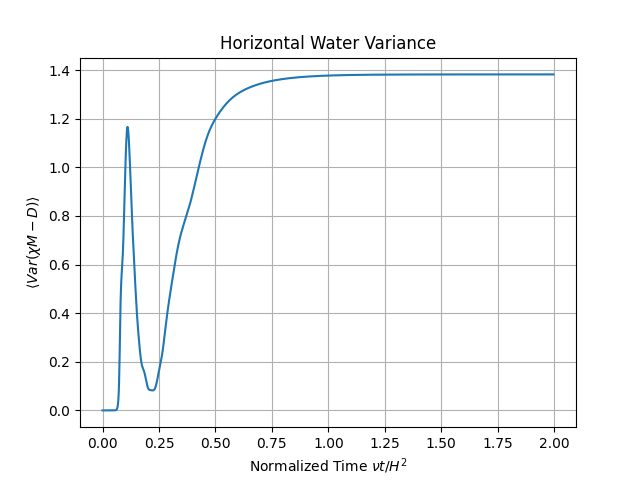 Horizontal Water Variance
⟨Var(χM − D)⟩
1.4
1.2
1.0
0.8
0.6
0.4
0.2
0.0
0.00 0.25 0.50 0.75 1.00 1.25 1.50 1.75 2.00
Normalized Time νt/H²